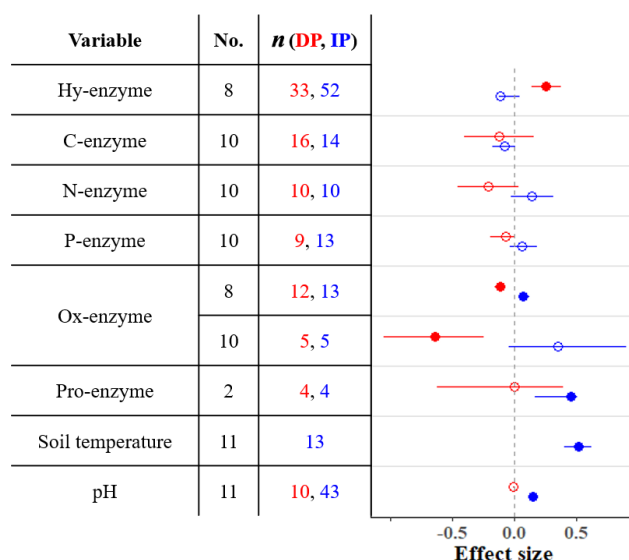 Variable No. n (DP, IP)
Hy-enzyme 8 33, 52
C-enzyme 10 16, 14
N-enzyme 10 10, 10
P-enzyme 10 9, 13
Ox-enzyme 8 12, 13
10 5, 5
Pro-enzyme 2 4, 4
Soil temperature 11 13
pH 11 10, 43
-0.5 0.0 0.5
Effect size